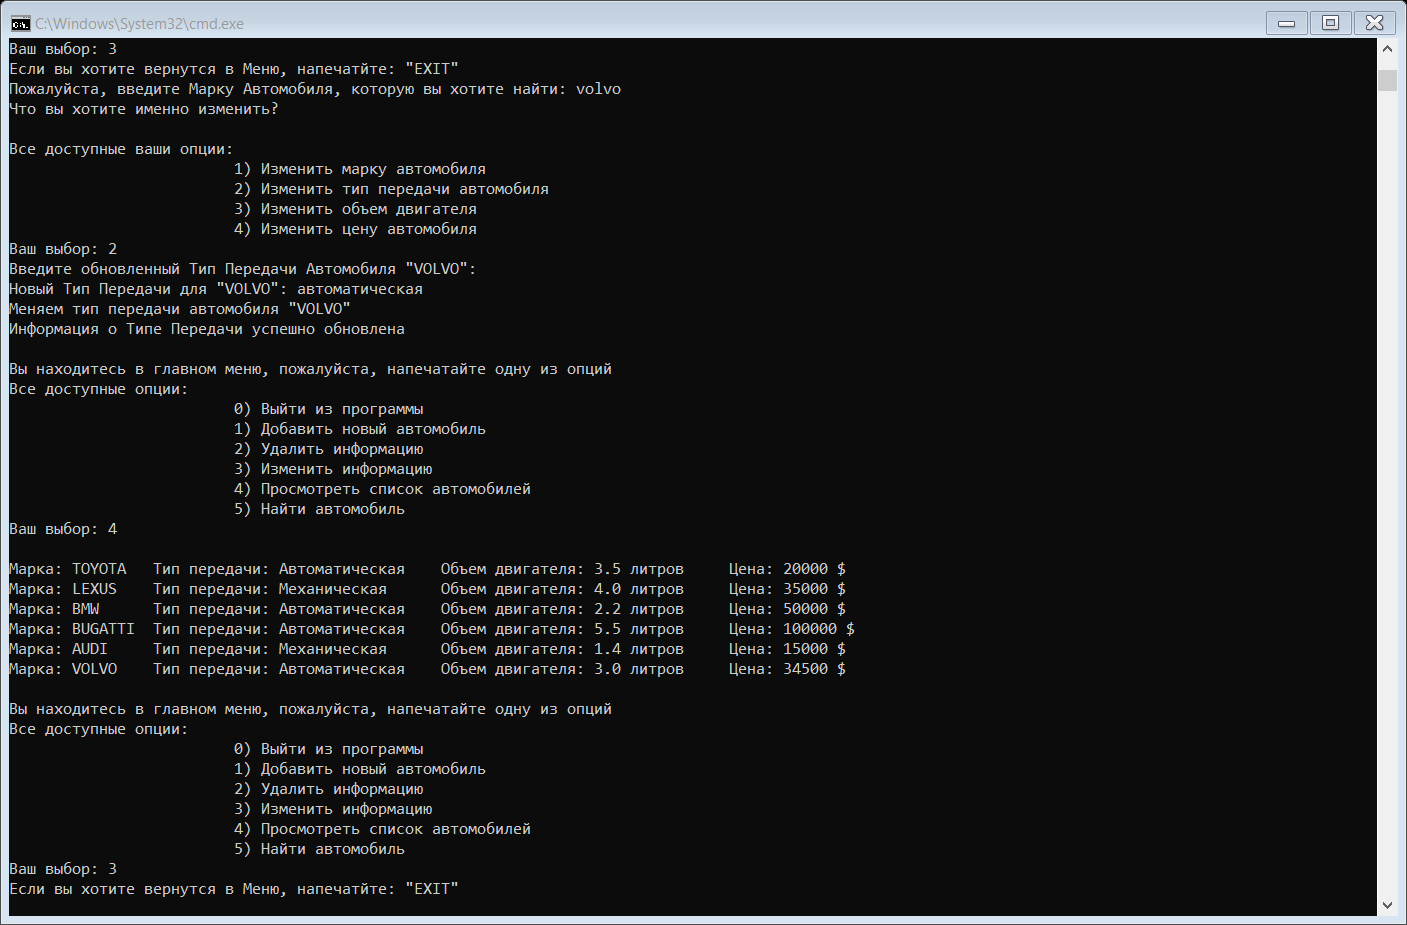 C:\Windows\System32\cmd.exe
Ваш выбор: 3
Если вы хотите вернутся в Меню, напечатйте: "EXIT"
Пожалуйста, введите Марку Автомобиля, которую вы хотите найти: volvo
Что вы хотите именно изменить?
Все доступные ваши опции:
1) Изменить марку автомобиля
2) Изменить тип передачи автомобиля
3) Изменить объем двигателя
4) Изменить цену автомобиля
Ваш выбор: 2
Введите обновленный Тип Передачи Автомобиля "VOLVO":
Новый Тип Передачи для "VOLVO": автоматическая
Меняем тип передачи автомобиля "VOLVO"
Информация о Типе Передачи успешно обновлена
Вы находитесь в главном меню, пожалуйста, напечатайте одну из опций
Все доступные опции:
0) Выйти из программы
1) Добавить новый автомобиль
2) Удалить информацию
3) Изменить информацию
4) Просмотреть список автомобилей
5) Найти автомобиль
Ваш выбор: 4
Марка: TOYOTA Тип передачи: Автоматическая Объем двигателя: 3.5 литров Цена: 20000 $
Марка: LEXUS Тип передачи: Механическая Объем двигателя: 4.0 литров Цена: 35000 $
Марка: BMW Тип передачи: Автоматическая Объем двигателя: 2.2 литров Цена: 50000 $
Марка: BUGATTI Тип передачи: Автоматическая Объем двигателя: 5.5 литров Цена: 100000 $
Марка: AUDI Тип передачи: Механическая Объем двигателя: 1.4 литров Цена: 15000 $
Марка: VOLVO Тип передачи: Автоматическая Объем двигателя: 3.0 литров Цена: 34500 $
Вы находитесь в главном меню, пожалуйста, напечатайте одну из опций
Все доступные опции:
0) Выйти из программы
1) Добавить новый автомобиль
2) Удалить информацию
3) Изменить информацию
4) Просмотреть список автомобилей
5) Найти автомобиль
Ваш выбор: 3
Если вы хотите вернутся в Меню, напечатйте: "EXIT"